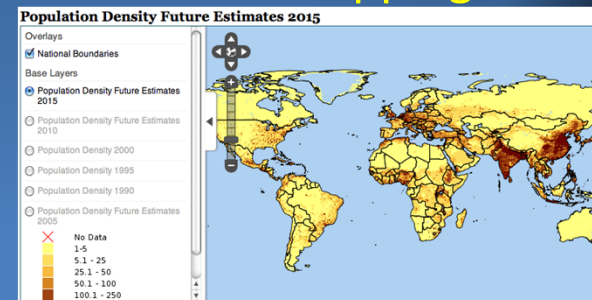 Population Density Future Estimates 2015
Overlays
National Boundaries
Base Layers
Population Density Future Estimates
2015
Population Density Future Estimates
2010
Population Density 2000
Population Density 1995
Population Density 1990
Population Density Future Estimates
2005
No Data
1-5
5.1 - 25
25.1 - 50
50.1 - 100
100.1 - 250